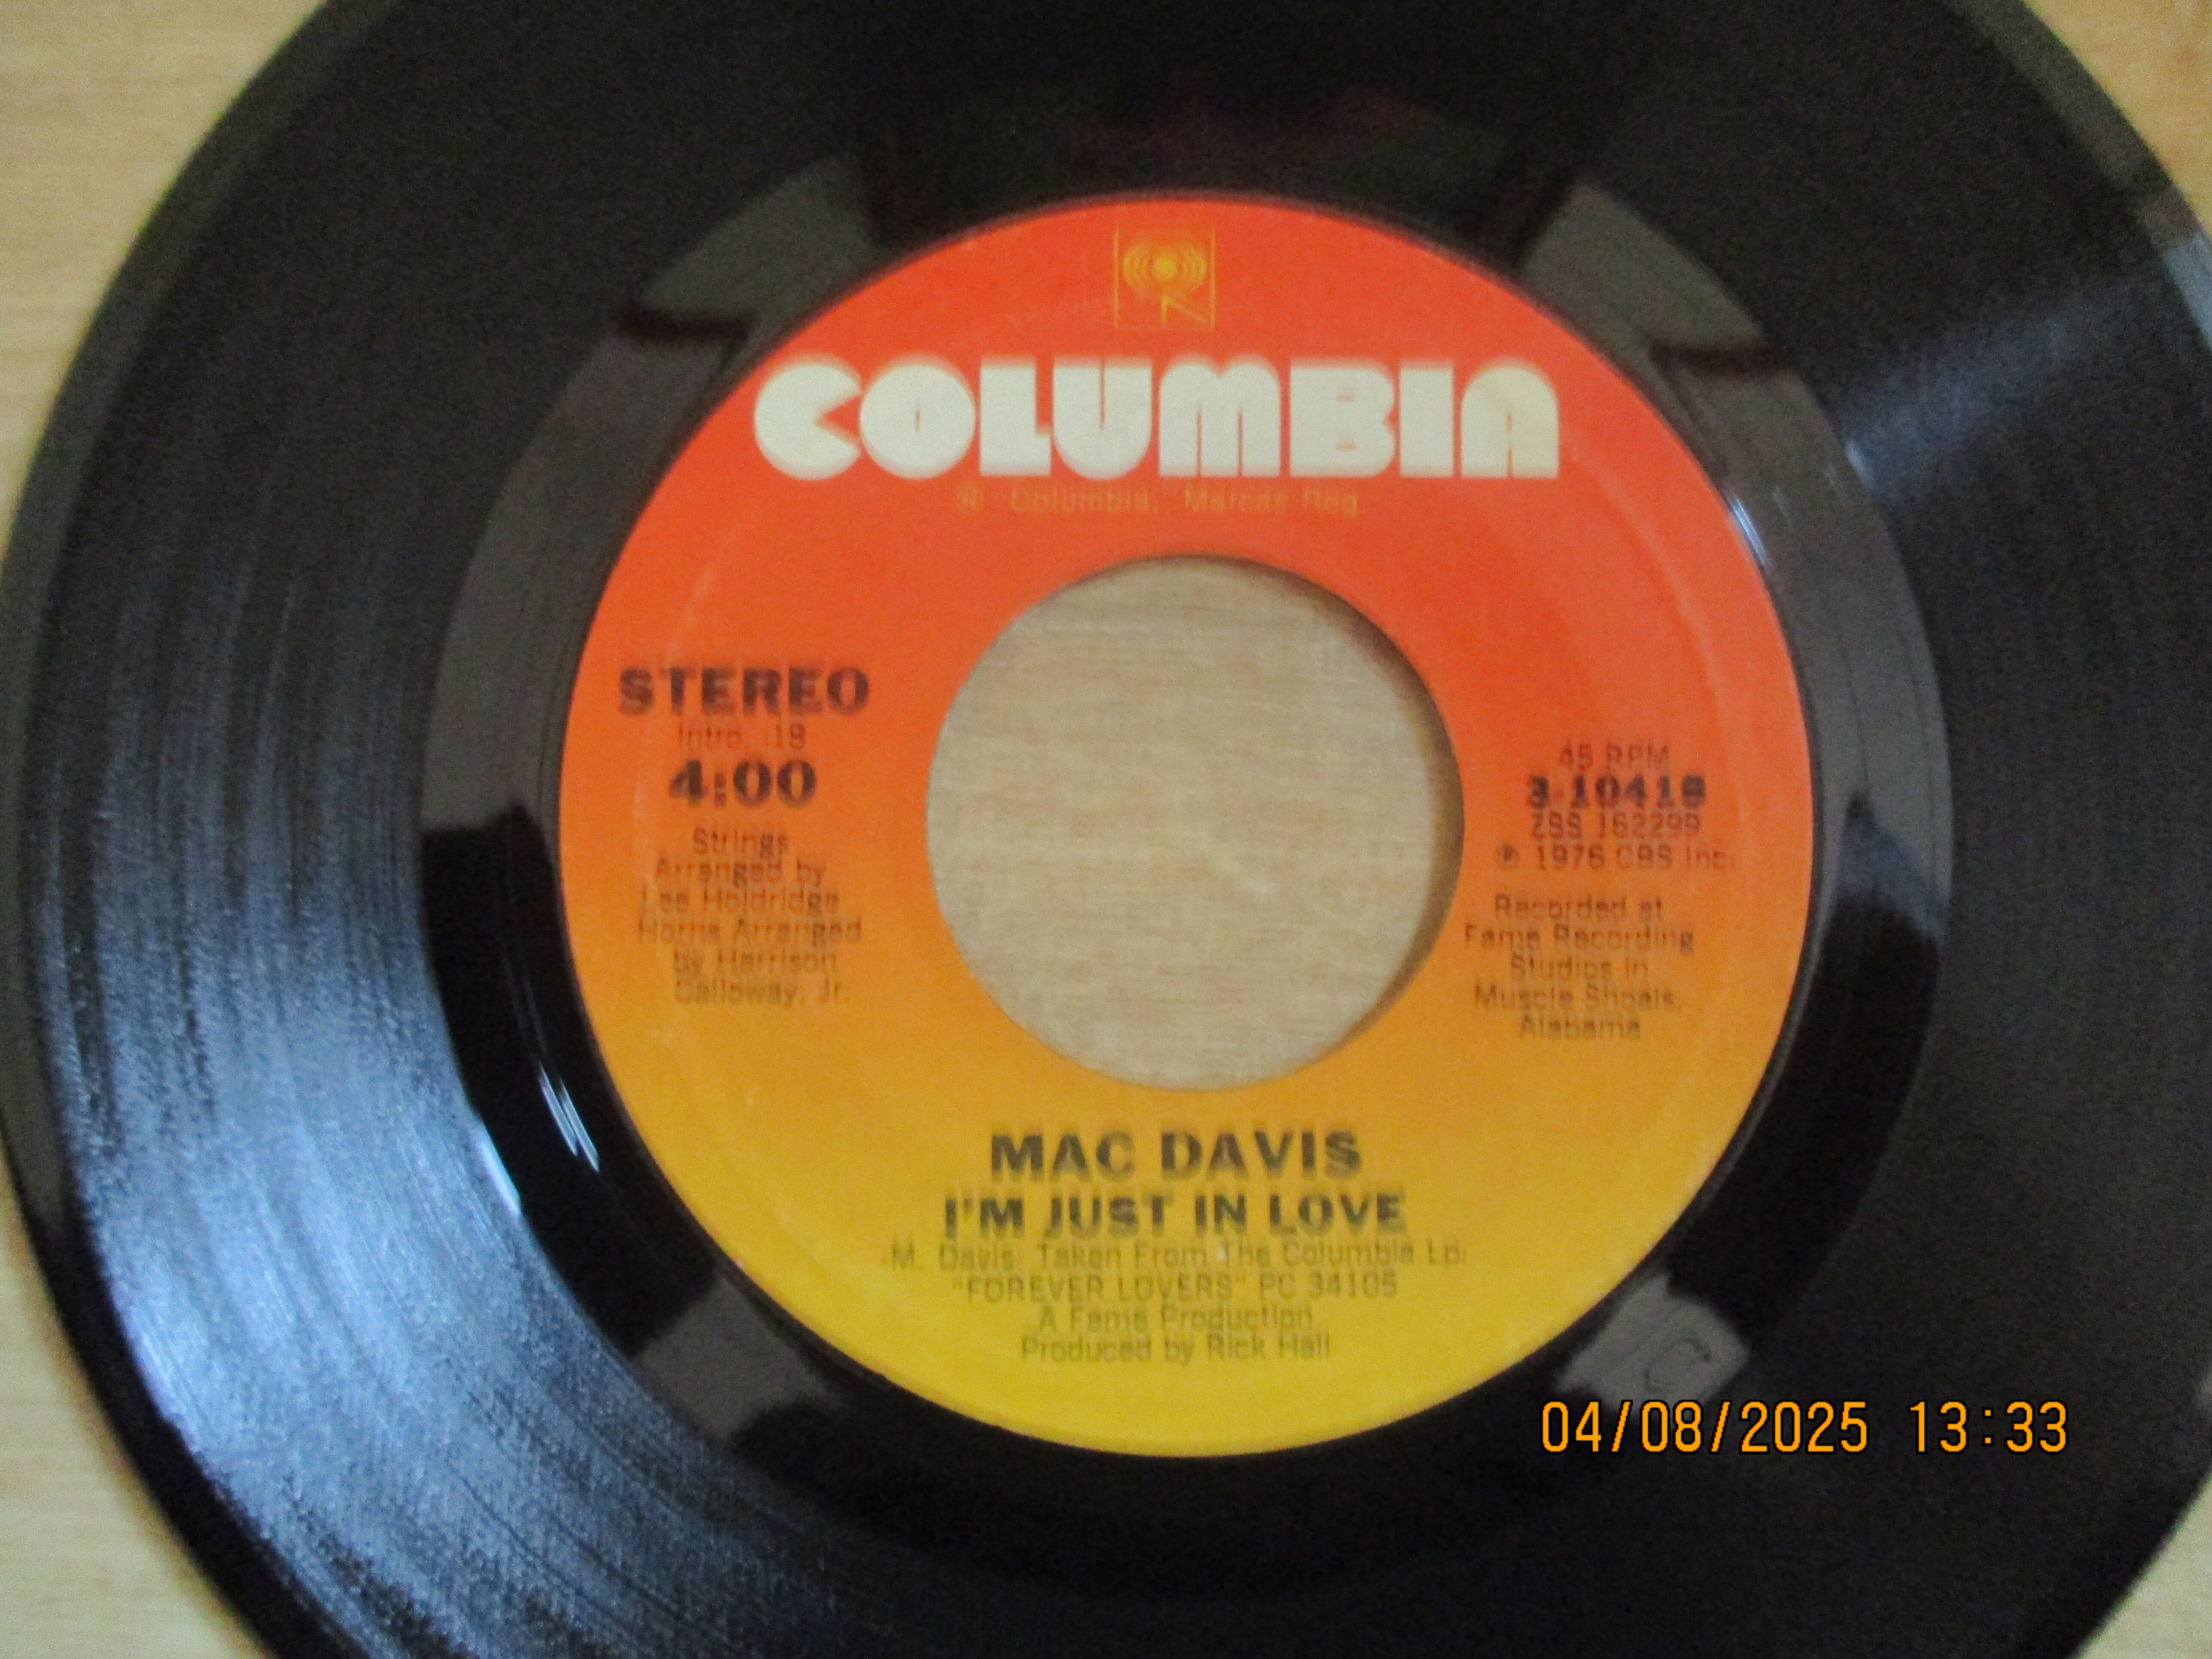 COLUMBIA
® "Columbia," Marcas Reg.
STEREO
Intro. :18
4:00
Strings
Arranged by
Lee Holdridge
Horns Arranged
by Harrison
Calloway, Jr.
45 RPM
3-10418
ZSS 162299
℗ 1976 CBS Inc.
Recorded at
Fame Recording
Studios in
Muscle Shoals,
Alabama
MAC DAVIS
I'M JUST IN LOVE
-M. Davis- Taken From The Columbia Lp:
"FOREVER LOVERS" PC 34105
A Fame Production
Produced by Rick Hall
04/08/2025 13:33